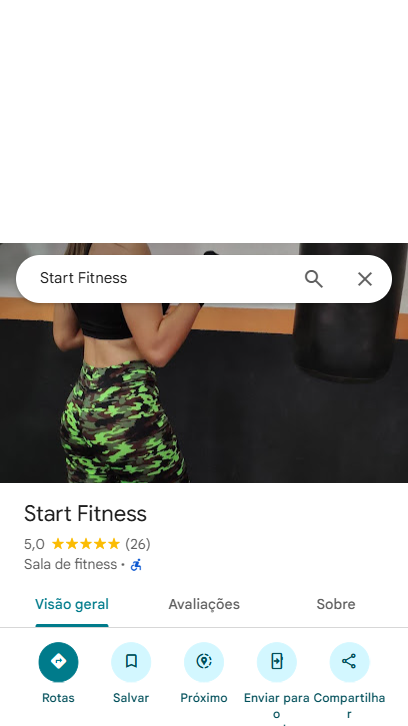 Start Fitness
Start Fitness
5,0 ★★★★★ (26)
Sala de fitness ·
Visão geral Avaliações Sobre
Rotas Salvar Próximo Enviar para o Compartilhar